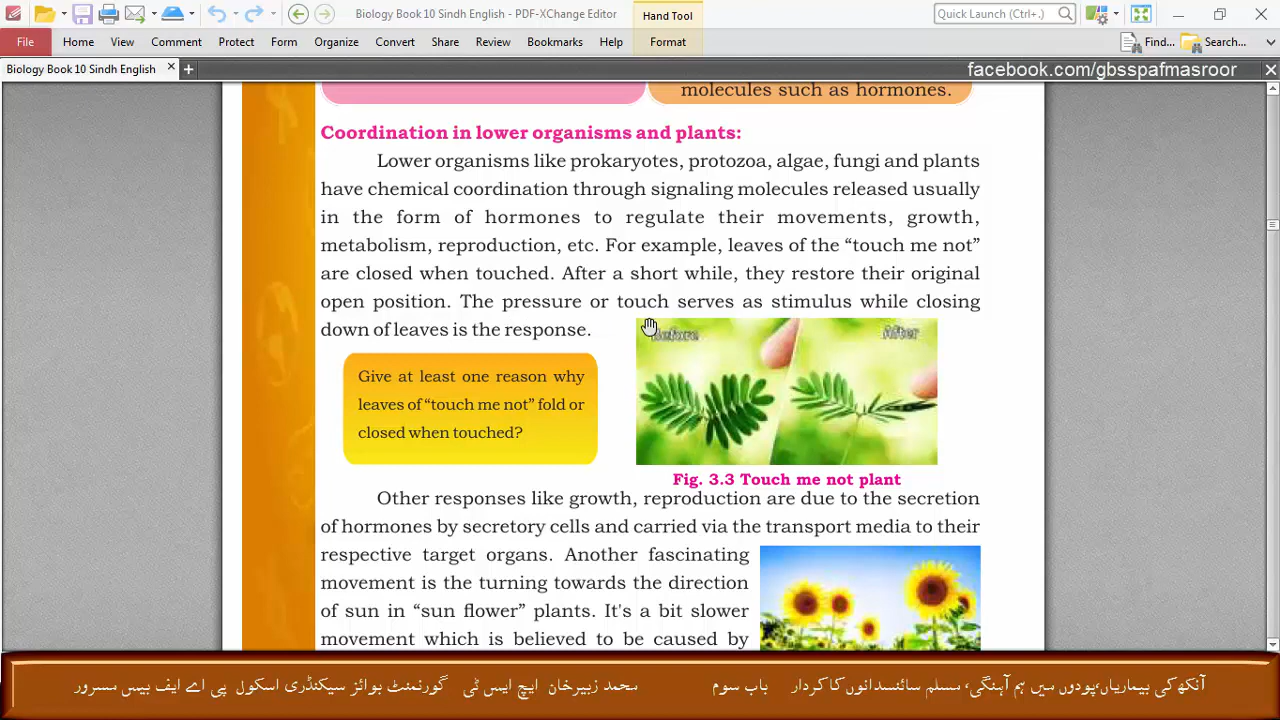 Biology Book 10 Sindh English - PDF-XChange Editor
Hand Tool
Quick Launch (Ctrl+.)
File Home View Comment Protect Form Organize Convert Share Review Bookmarks Help Format Find... Search...
Biology Book 10 Sindh English
facebook.com/gbsspafmasroor
molecules such as hormones.
Coordination in lower organisms and plants:
Lower organisms like prokaryotes, protozoa, algae, fungi and plants
have chemical coordination through signaling molecules released usually
in the form of hormones to regulate their movements, growth,
metabolism, reproduction, etc. For example, leaves of the “touch me not”
are closed when touched. After a short while, they restore their original
open position. The pressure or touch serves as stimulus while closing
down of leaves is the response.
Before
After
Give at least one reason why
leaves of “touch me not” fold or
closed when touched?
Fig. 3.3 Touch me not plant
Other responses like growth, reproduction are due to the secretion
of hormones by secretory cells and carried via the transport media to their
respective target organs. Another fascinating
movement is the turning towards the direction
of sun in “sun flower” plants. It's a bit slower
movement which is believed to be caused by
آنکھ کی بیماریاں،پودوں میں ہم آہنگی، مسلم سائنسدانوں کا کردار باب سوم محمد زبیرخان ایچ ایس ٹی گورنمنٹ بوائز سیکنڈری اسکول پی اے ایف بیس مسرور